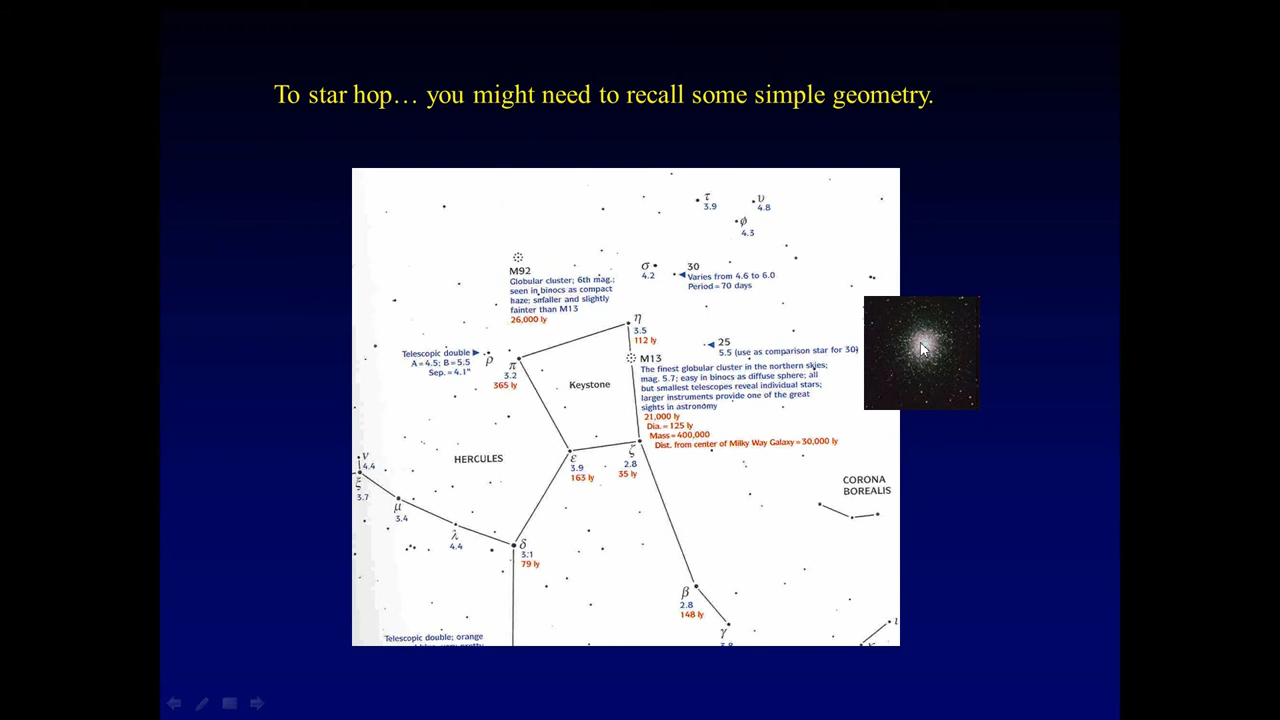 To star hop… you might need to recall some simple geometry.
τ
3.9
υ
4.8
φ
4.3
M92
Globular cluster; 6th mag.;
seen in binocs as compact
haze; smaller and slightly
fainter than M13
26,000 ly
σ
4.2
30
Varies from 4.6 to 6.0
Period = 70 days
η
3.5
112 ly
25
5.5 (use as comparison star for 30)
Telescopic double
A = 4.5; B = 5.5
Sep. = 4.1"
ρ
π
3.2
365 ly
Keystone
M13
The finest globular cluster in the northern skies;
mag. 5.7; easy in binocs as diffuse sphere; all
but smallest telescopes reveal individual stars;
larger instruments provide one of the great
sights in astronomy
21,000 ly
Dia. = 125 ly
Mass = 400,000
Dist. from center of Milky Way Galaxy = 30,000 ly
HERCULES
ν
4.4
ξ
3.7
ε
3.9
163 ly
ζ
2.8
35 ly
CORONA
BOREALIS
μ
3.4
λ
4.4
δ
3.1
79 ly
β
2.8
148 ly
γ
Telescopic double; orange